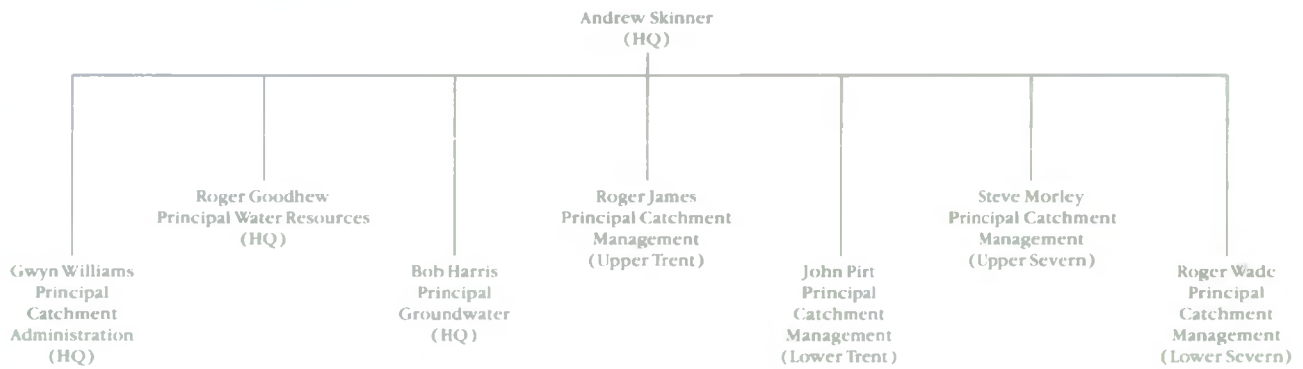 Andrew Skinner
(HQ)
Gwyn Williams
Principal
Catchment
Administration
(HQ)
Roger Goodhew
Principal Water Resources
(HQ)
Bob Harris
Principal
Groundwater
(HQ)
Roger James
Principal Catchment
Management
(Upper Trent)
John Pirt
Principal
Catchment
Management
(Lower Trent)
Steve Morley
Principal Catchment
Management
(Upper Severn)
Roger Wade
Principal
Catchment
Management
(Lower Severn)